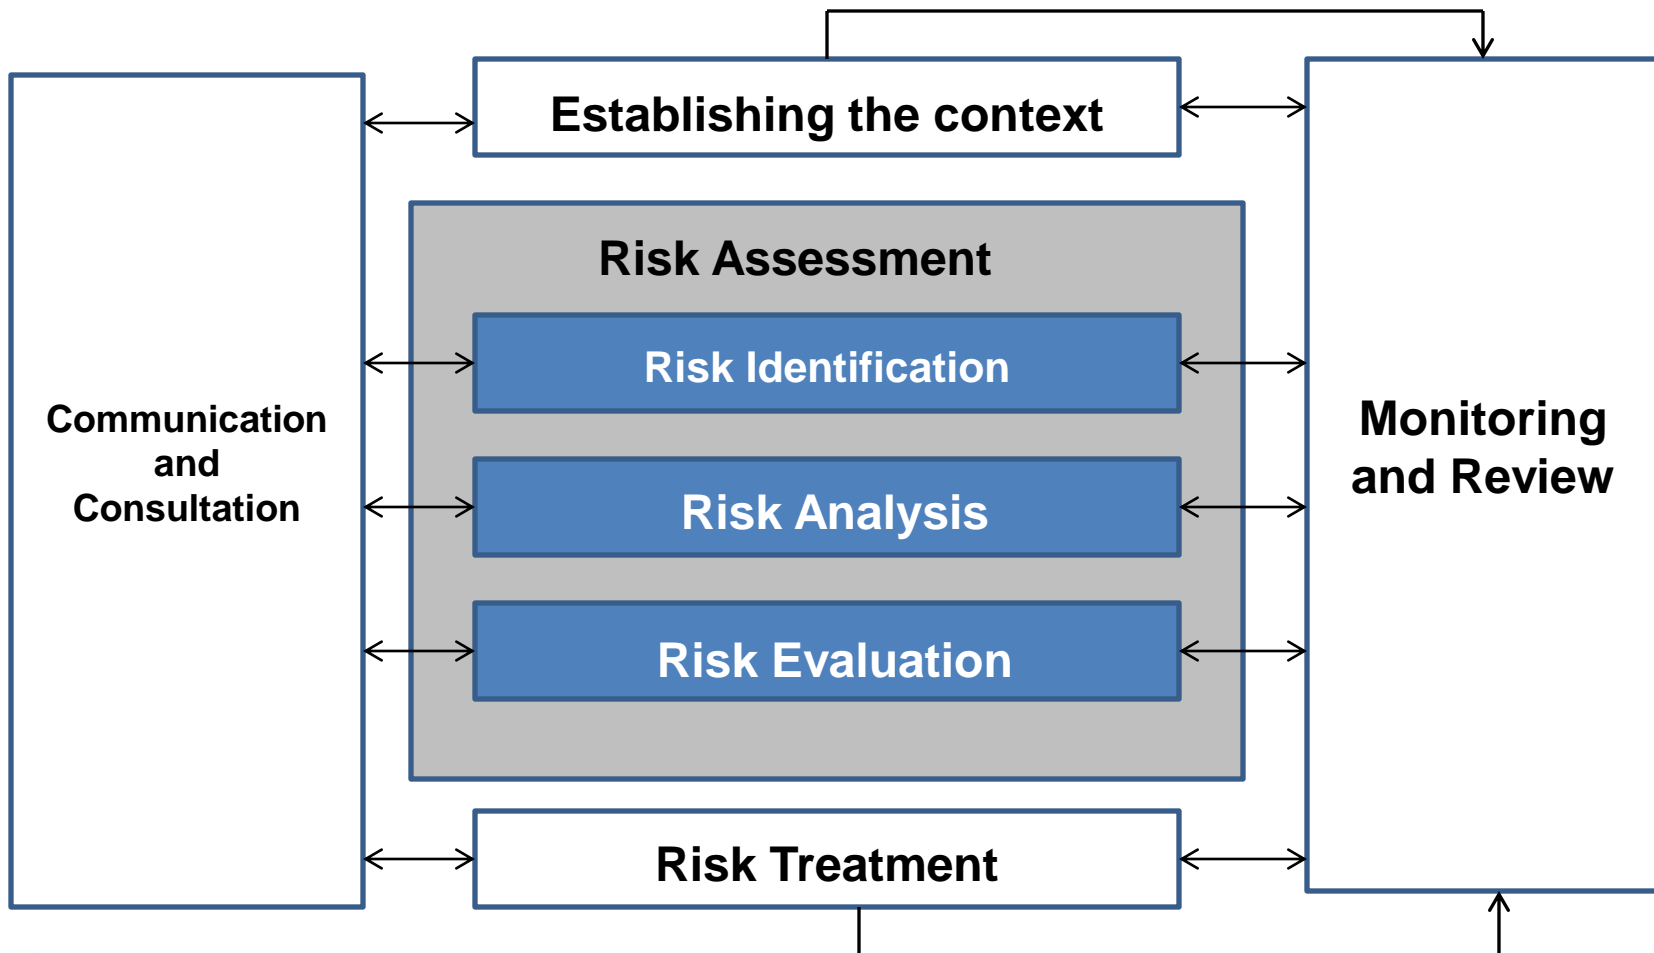 Establishing the context
Risk Assessment
Risk Identification
Communication
and
Consultation
Monitoring
and Review
Risk Analysis
Risk Evaluation
Risk Treatment